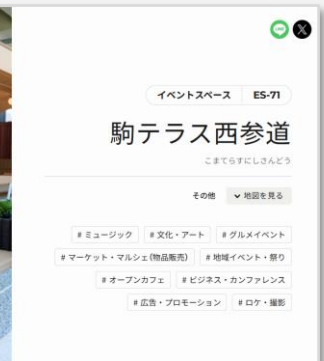 LINE X
イベントスペース ES-71
駒テラス西参道
こまてらすにしさんどう
その他 地図を見る
# ミュージック # 文化・アート # グルメイベント
# マーケット・マルシェ(物品販売) # 地域イベント・祭り
# オープンカフェ # ビジネス・カンファレンス
# 広告・プロモーション # ロケ・撮影